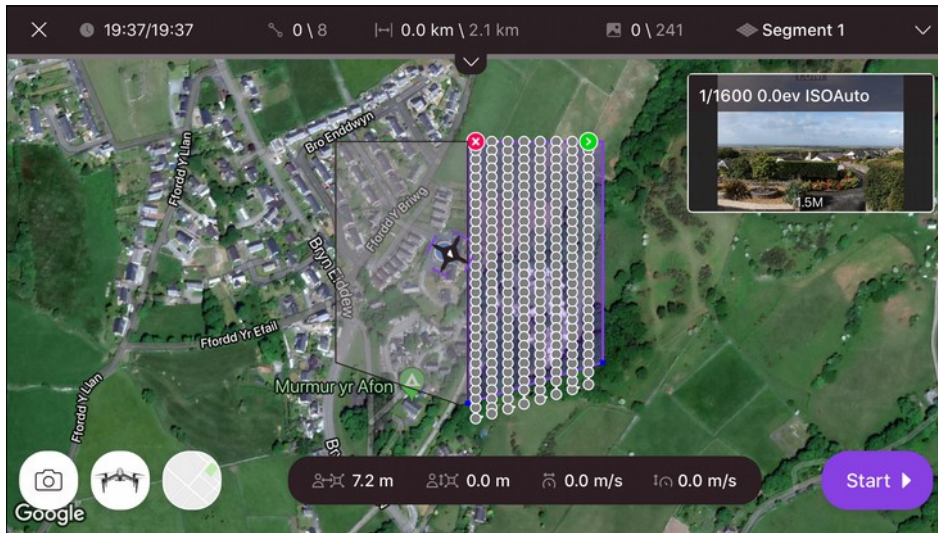 19:37/19:37
0 \ 8
0.0 km \ 2.1 km
0 \ 241
Segment 1
1/1600 0.0ev ISOAuto
1.5M
Bro Enddwyn
Ffordd Y Llan
Ffordd Y Briwg
Bryn Eiddew
Ffordd Yr Efail
Murmur yr Afon
Ffordd Y Llan
Br
Google
7.2 m
0.0 m
0.0 m/s
0.0 m/s
Start